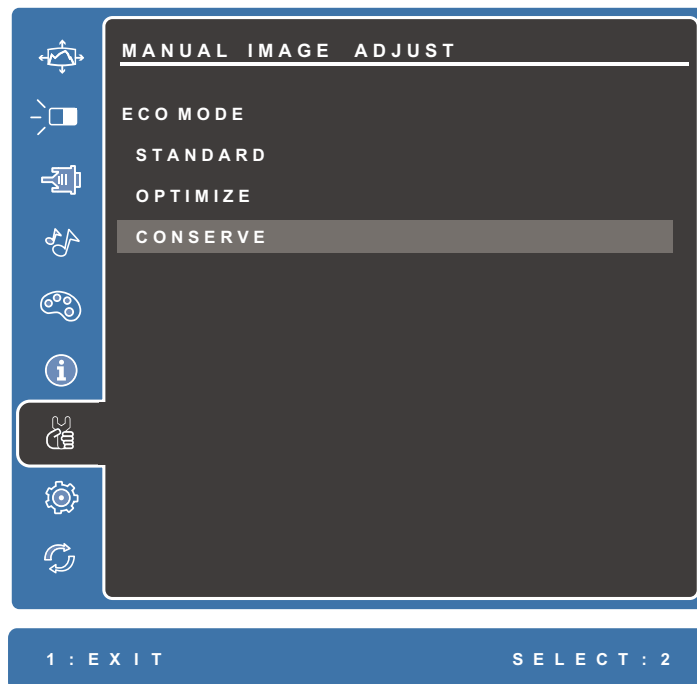 MANUAL IMAGE ADJUST
ECO MODE
STANDARD
OPTIMIZE
CONSERVE
1:EXIT SELECT:2